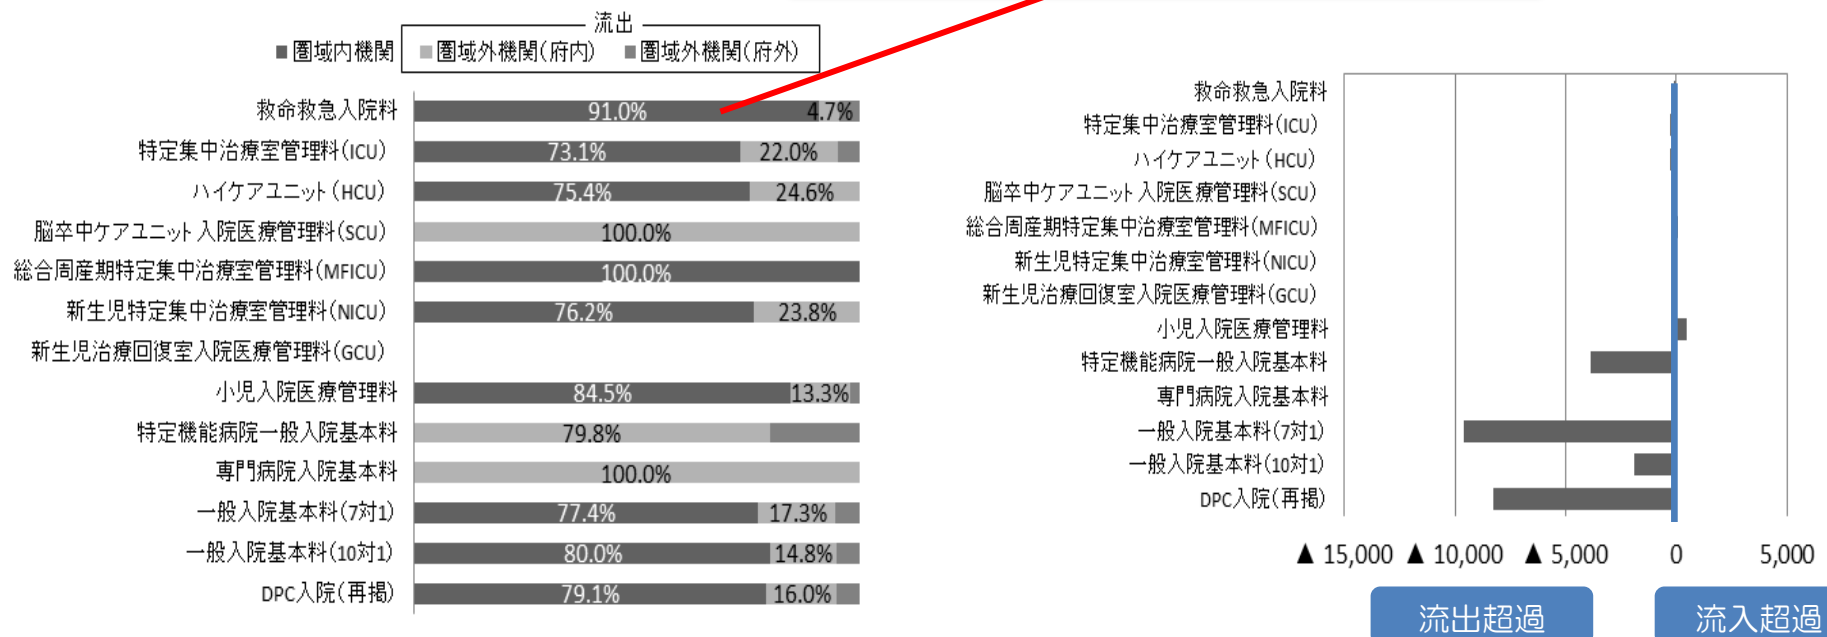 流出
■圏域内機関 ■圏域外機関(府内) ■圏域外機関(府外)
救命救急入院料 91.0% 4.7%
特定集中治療室管理料(ICU) 73.1% 22.0%
ハイケアユニット(HCU) 75.4% 24.6%
脳卒中ケアユニット入院医療管理料(SCU) 100.0%
総合周産期特定集中治療室管理料(MFICU) 100.0%
新生児特定集中治療室管理料(NICU) 76.2% 23.8%
新生児治療回復室入院医療管理料(GCU)
小児入院医療管理料 84.5% 13.3%
特定機能病院一般入院基本料 79.8%
専門病院入院基本料 100.0%
一般入院基本料(7対1) 77.4% 17.3%
一般入院基本料(10対1) 80.0% 14.8%
DPC入院(再掲) 79.1% 16.0%
救命救急入院料
特定集中治療室管理料(ICU)
ハイケアユニット(HCU)
脳卒中ケアユニット入院医療管理料(SCU)
総合周産期特定集中治療室管理料(MFICU)
新生児特定集中治療室管理料(NICU)
新生児治療回復室入院医療管理料(GCU)
小児入院医療管理料
特定機能病院一般入院基本料
専門病院入院基本料
一般入院基本料(7対1)
一般入院基本料(10対1)
DPC入院(再掲)
▲ 15,000 ▲ 10,000 ▲ 5,000 0 5,000
流出超過 流入超過